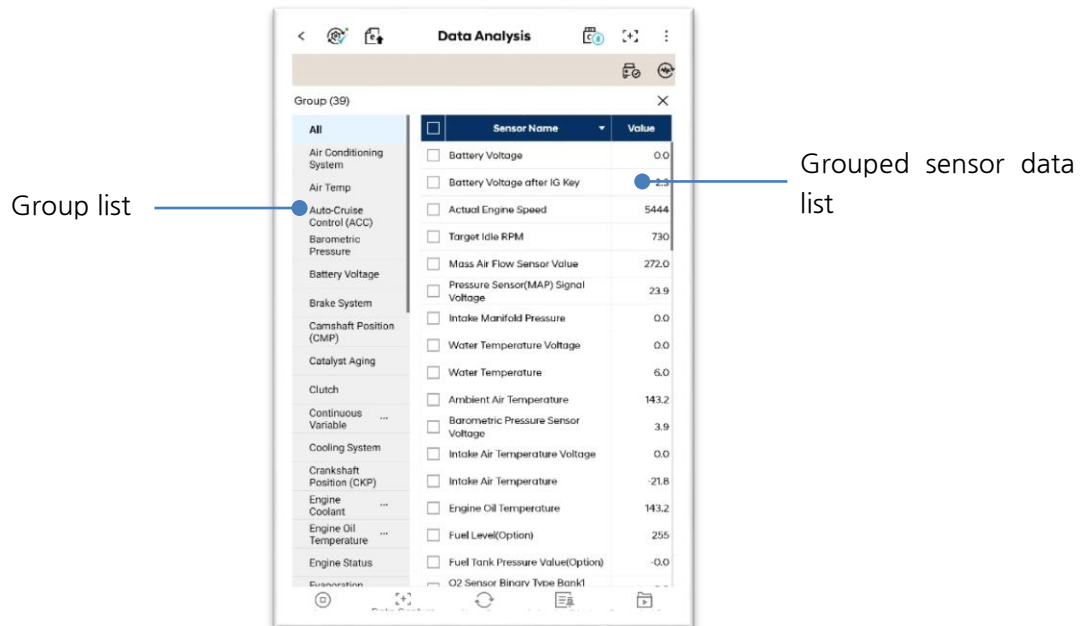 Data Analysis
Group (39)
All
Air Conditioning
System
Air Temp
Auto-Cruise
Control (ACC)
Barometric
Pressure
Battery Voltage
Brake System
Camshaft Position
(CMP)
Catalyst Aging
Clutch
Continuous ...
Variable
Cooling System
Crankshaft
Position (CKP)
Engine ...
Coolant
Engine Oil ...
Temperature
Engine Status
Evaporation
Sensor Name Value
Battery Voltage 0.0
Battery Voltage after IG Key
Actual Engine Speed 5444
Target Idle RPM 730
Mass Air Flow Sensor Value 272.0
Pressure Sensor(MAP) Signal
Voltage 23.9
Intake Manifold Pressure 0.0
Water Temperature Voltage 0.0
Water Temperature 6.0
Ambient Air Temperature 143.2
Barometric Pressure Sensor
Voltage 3.9
Intake Air Temperature Voltage 0.0
Intake Air Temperature -21.8
Engine Oil Temperature 143.2
Fuel Level(Option) 255
Fuel Tank Pressure Value(Option) -0.0
O2 Sensor Binary Type Bank1
Group list
Grouped sensor data
list